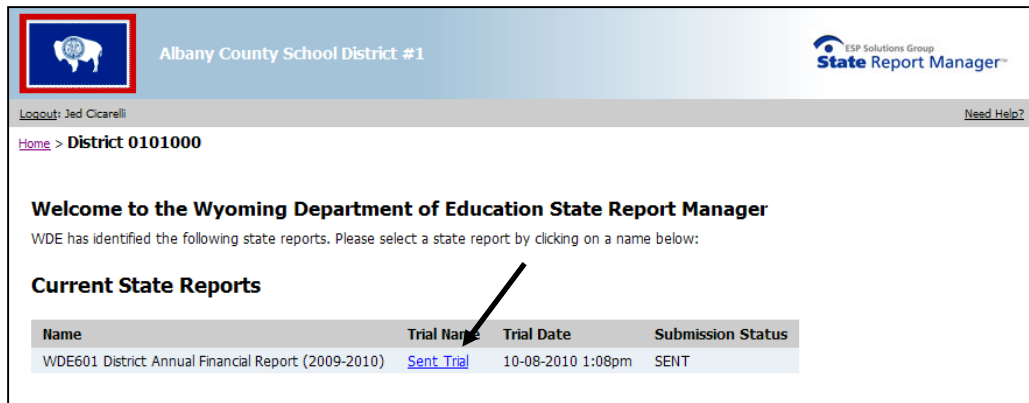 Albany County School District #1
ESP Solutions Group
State Report Manager™
Logout: Jed Cicarelli
Need Help?
Home > District 0101000
Welcome to the Wyoming Department of Education State Report Manager
WDE has identified the following state reports. Please select a state report by clicking on a name below:
Current State Reports
Name Trial Name Trial Date Submission Status
WDE601 District Annual Financial Report (2009-2010) Sent Trial 10-08-2010 1:08pm SENT